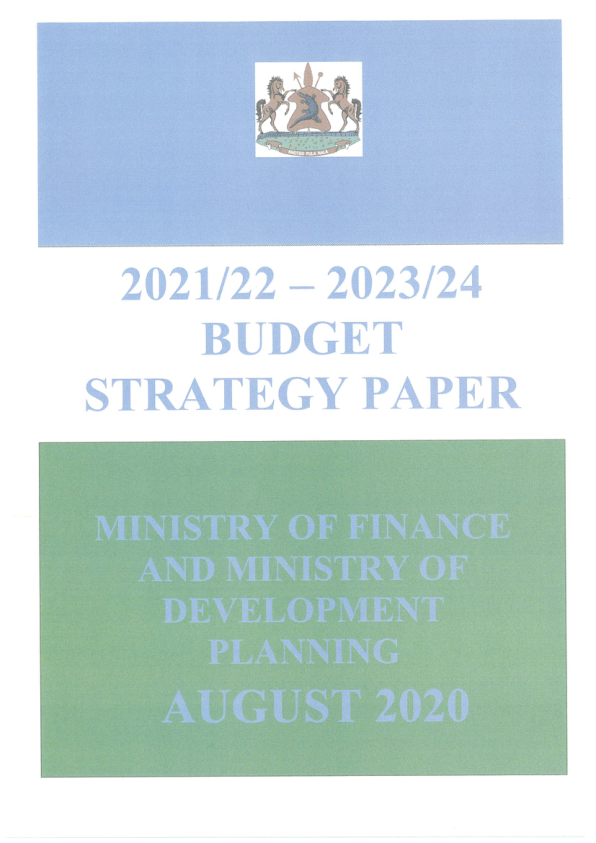 2021/22 – 2023/24
BUDGET
STRATEGY PAPER
MINISTRY OF FINANCE
AND MINISTRY OF
DEVELOPMENT
PLANNING
AUGUST 2020